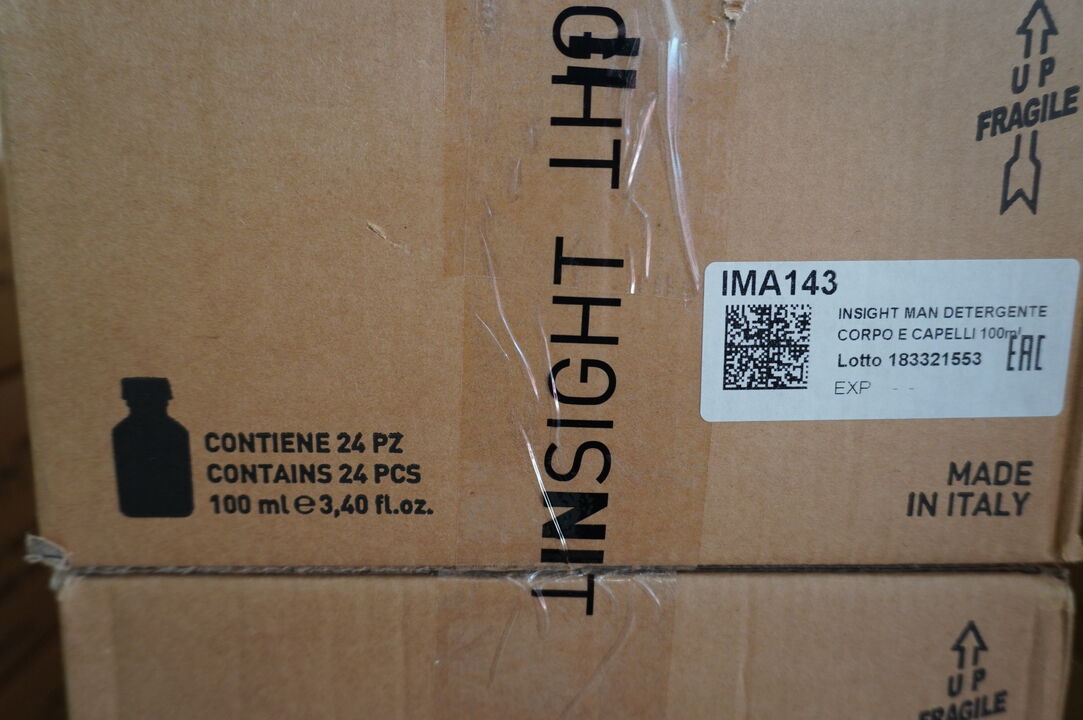 INSIGHT
UP
FRAGILE
IMA143
INSIGHT MAN DETERGENTE
CORPO E CAPELLI 100ml
Lotto 183321553
EAC
EXP - -
CONTIENE 24 PZ
CONTAINS 24 PCS
100 ml e 3,40 fl.oz.
MADE
IN ITALY
UP
FRAGILE